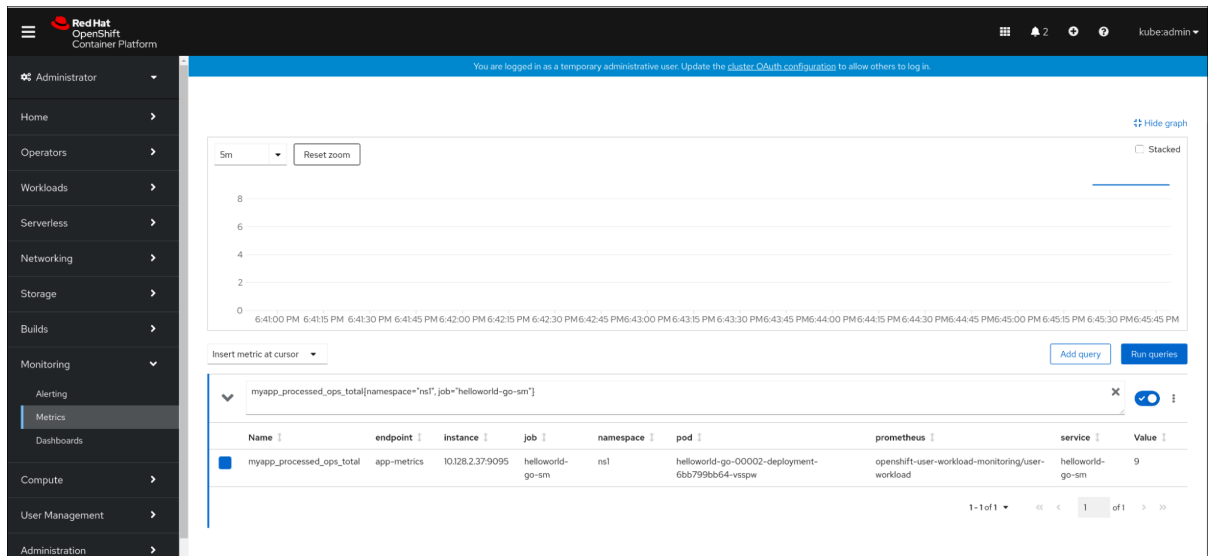 Red Hat
OpenShift
Container Platform
2
kube:admin
Administrator
You are logged in as a temporary administrative user. Update the cluster OAuth configuration to allow others to log in.
Home
Operators
Workloads
Serverless
Networking
Storage
Builds
Monitoring
Alerting
Metrics
Dashboards
Compute
User Management
Administration
Hide graph
5m
Reset zoom
Stacked
8
6
4
2
0
6:41:00 PM 6:41:15 PM 6:41:30 PM 6:41:45 PM 6:42:00 PM 6:42:15 PM 6:42:30 PM 6:42:45 PM 6:43:00 PM 6:43:15 PM 6:43:30 PM 6:43:45 PM 6:44:00 PM 6:44:15 PM 6:44:30 PM 6:44:45 PM 6:45:00 PM 6:45:15 PM 6:45:30 PM 6:45:45 PM
Insert metric at cursor
Add query
Run queries
myapp_processed_ops_total{namespace="ns1", job="helloworld-go-sm"}
Name endpoint instance job namespace pod prometheus service Value
myapp_processed_ops_total app-metrics 10.128.2.37:9095 helloworld- ns1 helloworld-go-00002-deployment- openshift-user-workload-monitoring/user- helloworld- 9
go-sm 6bb799bb64-vsspw workload go-sm
1 - 1 of 1
1 of 1